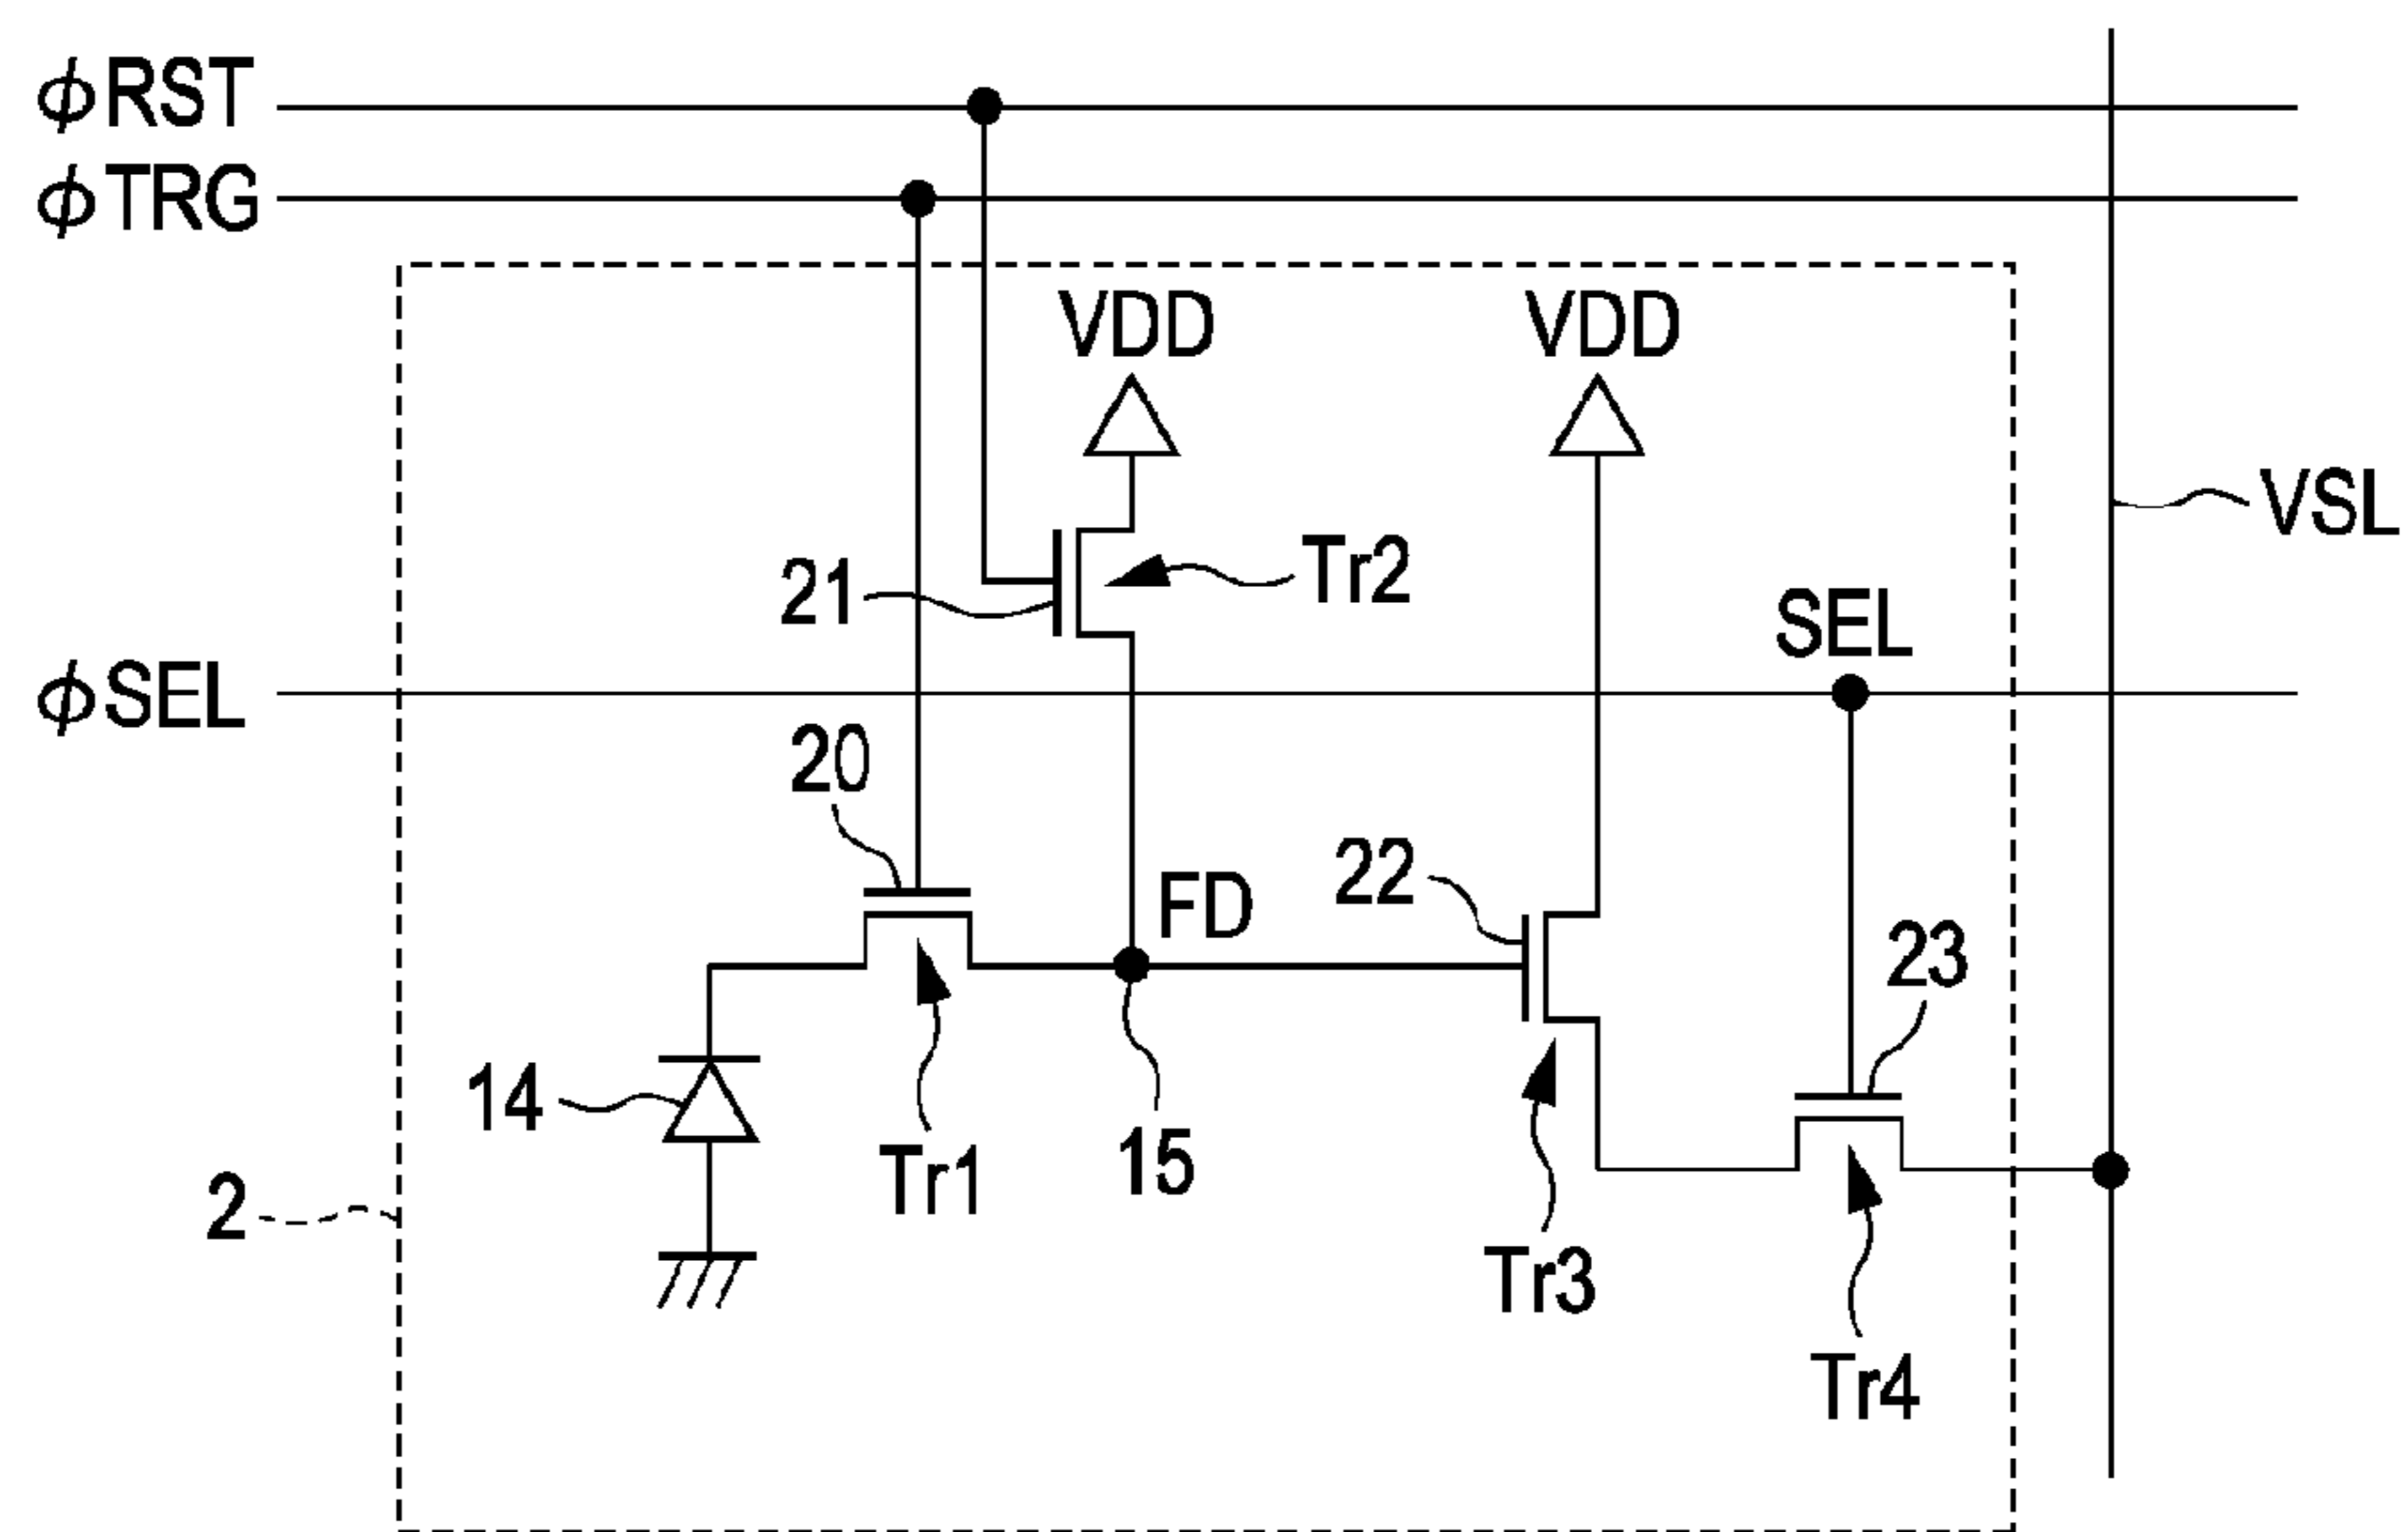 ϕRST
ϕTRG
VDD VDD
VSL
21 Tr2
SEL
ϕSEL
20
22
FD
23
14
Tr1
15
2
Tr3
Tr4